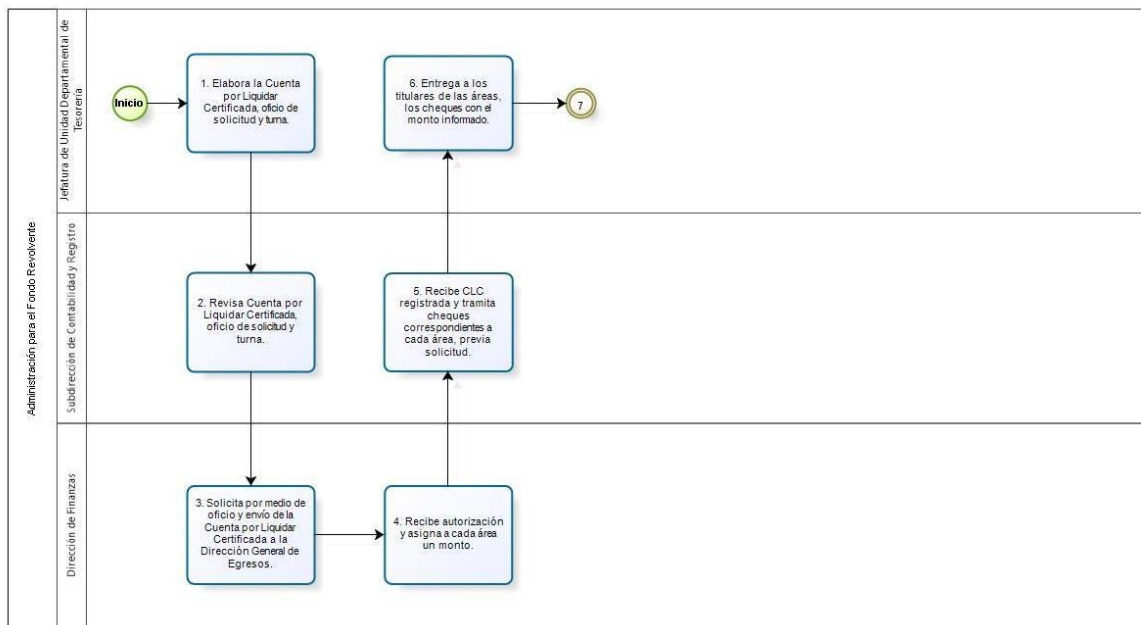 Administración para el Fondo Revolvente
Jefatura de Unidad Departamental de
Tesorería
Inicio
1. Elabora la Cuenta
por Liquidar
Certificada, oficio de
solicitud y turna.
6. Entrega a los
titulares de las áreas,
los cheques con el
monto informado.
7
Subdirección de Contabilidad y Registro
2. Revisa Cuenta por
Liquidar Certificada,
oficio de solicitud y
turna.
5. Recibe CLC
registrada y tramita
cheques
correspondientes a
cada área, previa
solicitud.
Dirección de Finanzas
3. Solicita por medio de
oficio y envío de la
Cuenta por Liquidar
Certificada a la
Dirección General de
Egresos.
4. Recibe autorización
y asigna a cada área
un monto.